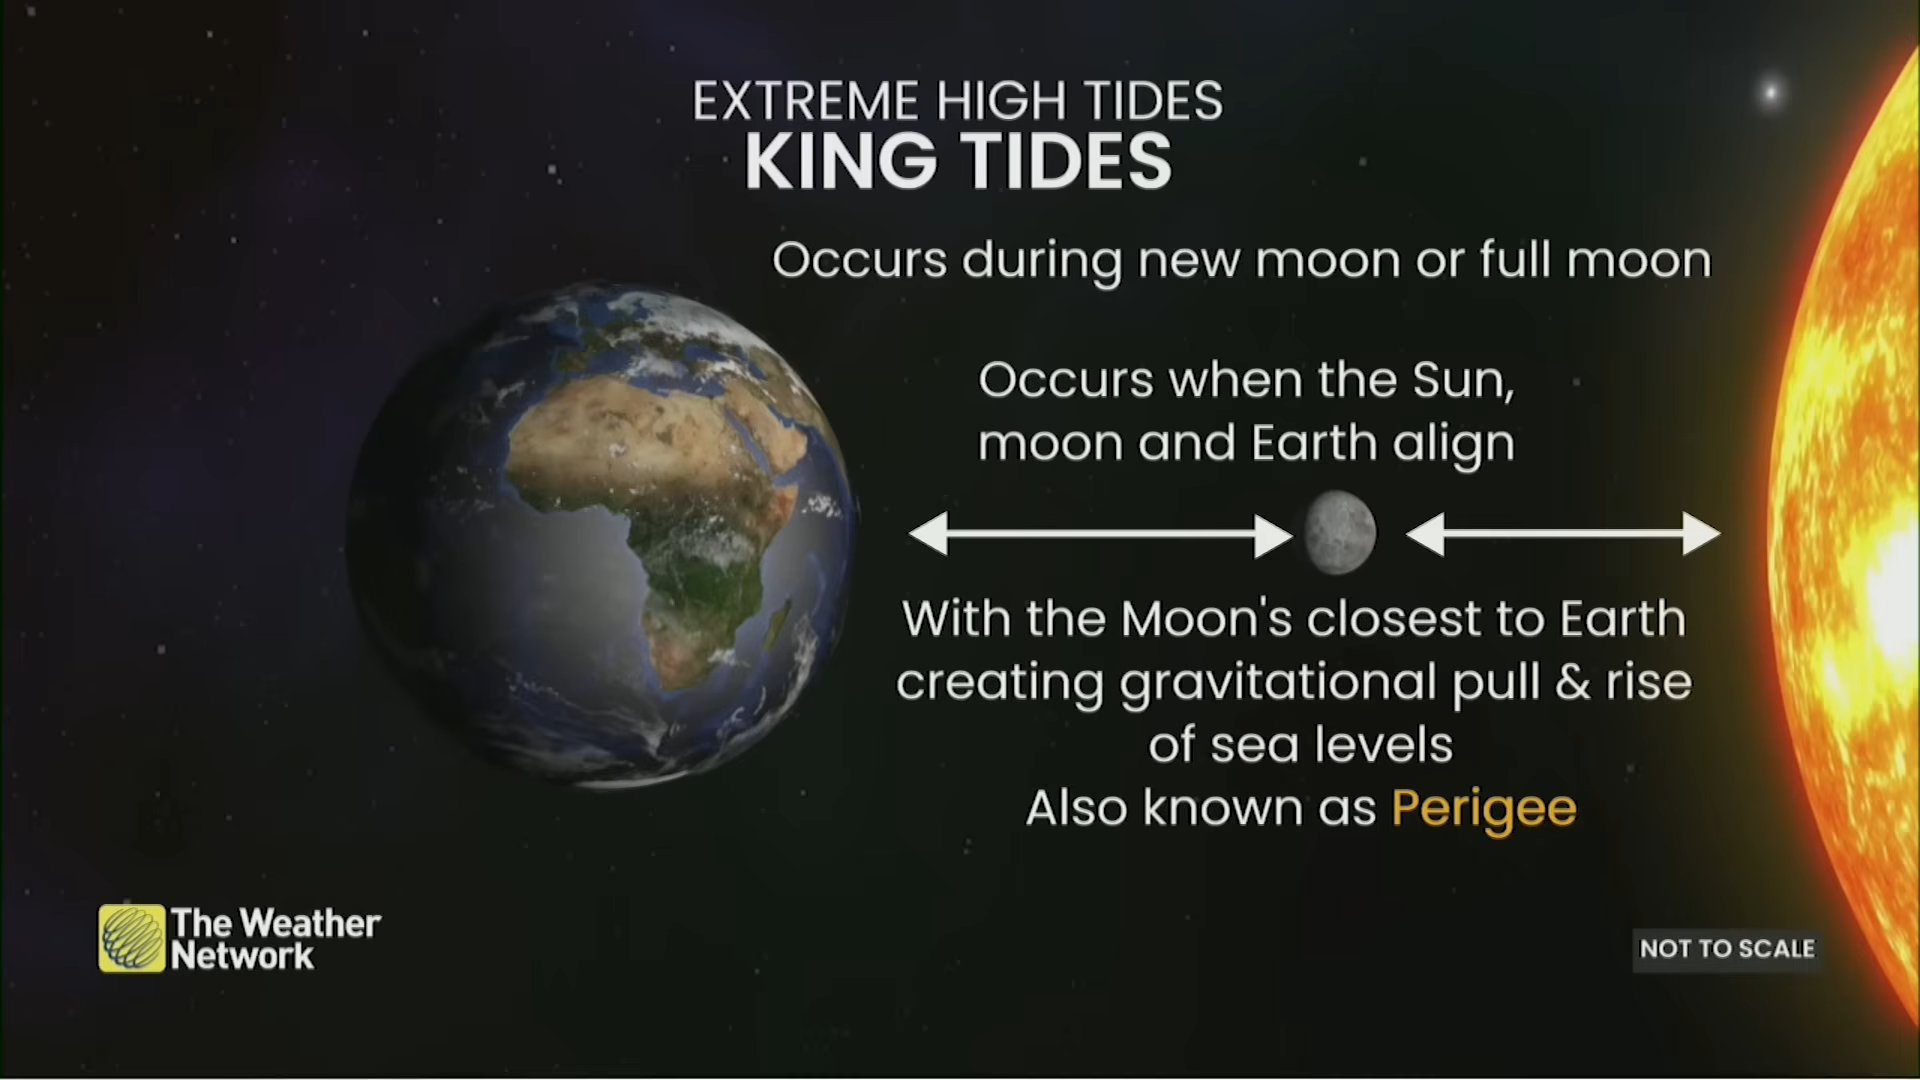 EXTREME HIGH TIDES
KING TIDES
Occurs during new moon or full moon
Occurs when the Sun,
moon and Earth align
With the Moon's closest to Earth
creating gravitational pull & rise
of sea levels
Also known as Perigee
The Weather
Network
NOT TO SCALE